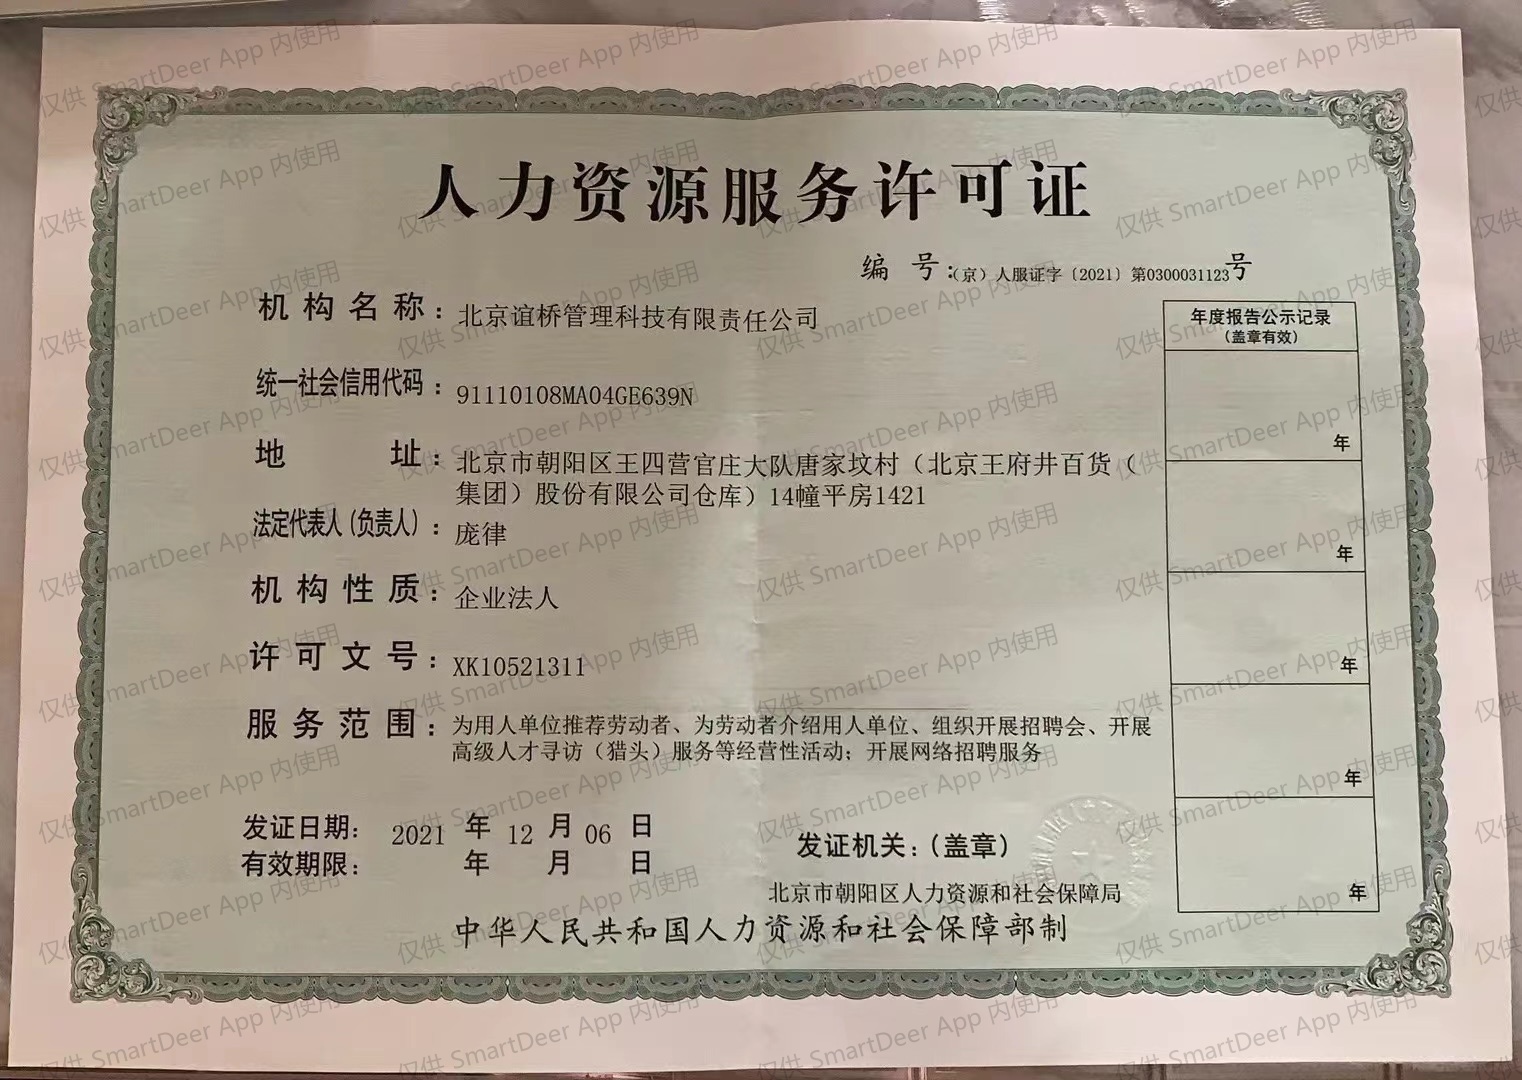 人力资源服务许可证
编 号：（京）人服证字〔2021〕第0300031123号
机构名称：北京谊桥管理科技有限责任公司
统一社会信用代码：91110108MA04GE639N
地 址：北京市朝阳区王四营官庄大队唐家坟村（北京王府井百货（
集团）股份有限公司仓库）14幢平房1421
法定代表人（负责人）：庞律
机构性质：企业法人
许可文号：XK10521311
服务范围：为用人单位推荐劳动者、为劳动者介绍用人单位、组织开展招聘会、开展
高级人才寻访（猎头）服务等经营性活动；开展网络招聘服务
发证日期： 2021 年 12 月 06 日
有效期限： 年 月 日
发证机关：（盖章）
北京市朝阳区人力资源和社会保障局
中华人民共和国人力资源和社会保障部制
年度报告公示记录
（盖章有效）
年
年
年
年
年
仅供 SmartDeer App 内使用